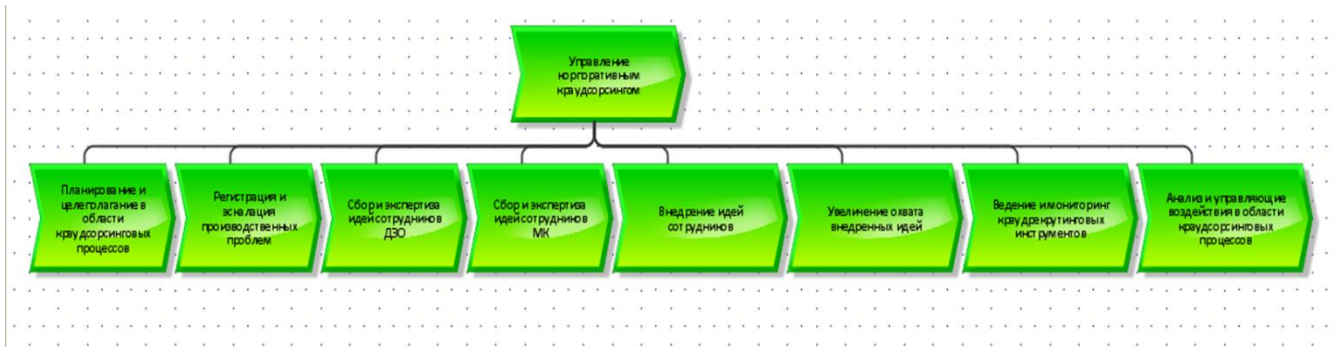 Управление
корпоративным
краудсорсингом
Планирование и
целеполагание в
области
краудсорсинговых
процессов
Регистрация и
эскалация
производственных
проблем
Сбор и экспертиза
идей сотрудников
ДЗО
Сбор и экспертиза
идей сотрудников
МК
Внедрение идей
сотрудников
Увеличение охвата
внедренных идей
Ведение и мониторинг
краудрекрутинговых
инструментов
Анализ и управляющие
воздействия в области
краудсорсинговых
процессов